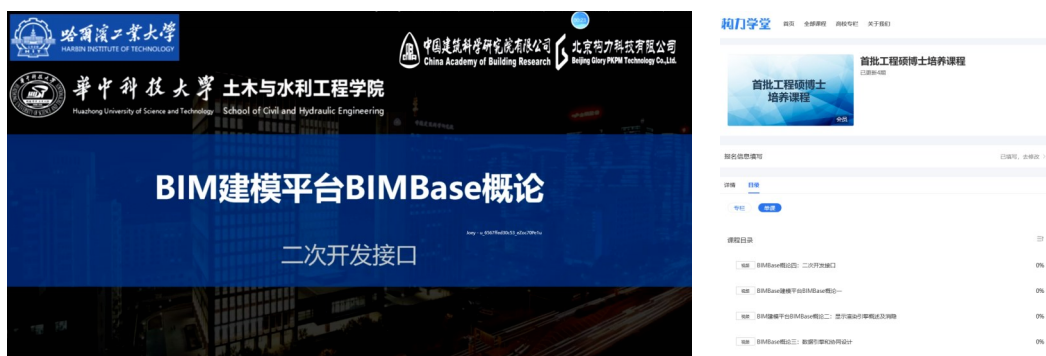 哈爾濱工業大學
HARBIN INSTITUTE OF TECHNOLOGY
中国建筑科学研究院有限公司
China Academy of Building Research
北京构力科技有限公司
Beijing Glory PKPM Technology Co.,Ltd.
華中科技大學
Huazhong University of Science and Technology
土木与水利工程学院
School of Civil and Hydraulic Engineering
BIM建模平台BIMBase概论
二次开发接口
构力学堂
首页 全部课程 高校专栏 关于我们
首批工程硕博士
培养课程
首批工程硕博士培养课程
已更新4期
报名信息填写
已填写，去修改
详情 目录
专栏
课程目录
视频 BIMBase概论四：二次开发接口 0%
视频 BIMBase建模平台BIMBase概论一 0%
视频 BIM建模平台BIMBase概论二：显示渲染引擎概述及消隐 0%
视频 BIMBase概论三：数据引擎和协同设计 0%